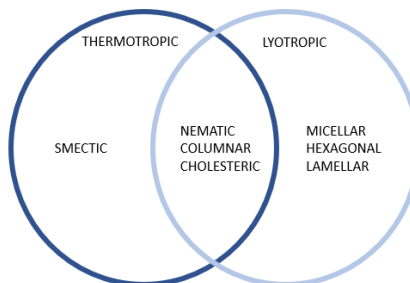 THERMOTROPIC
LYOTROPIC
SMECTIC
NEMATIC
COLUMNAR
CHOLESTERIC
MICELLAR
HEXAGONAL
LAMELLAR